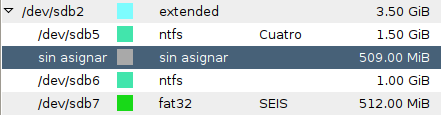 /dev/sdb2 extended 3.50 GiB
/dev/sdb5 ntfs Cuatro 1.50 GiB
sin asignar sin asignar 509.00 MiB
/dev/sdb6 ntfs 1.00 GiB
/dev/sdb7 fat32 SEIS 512.00 MiB